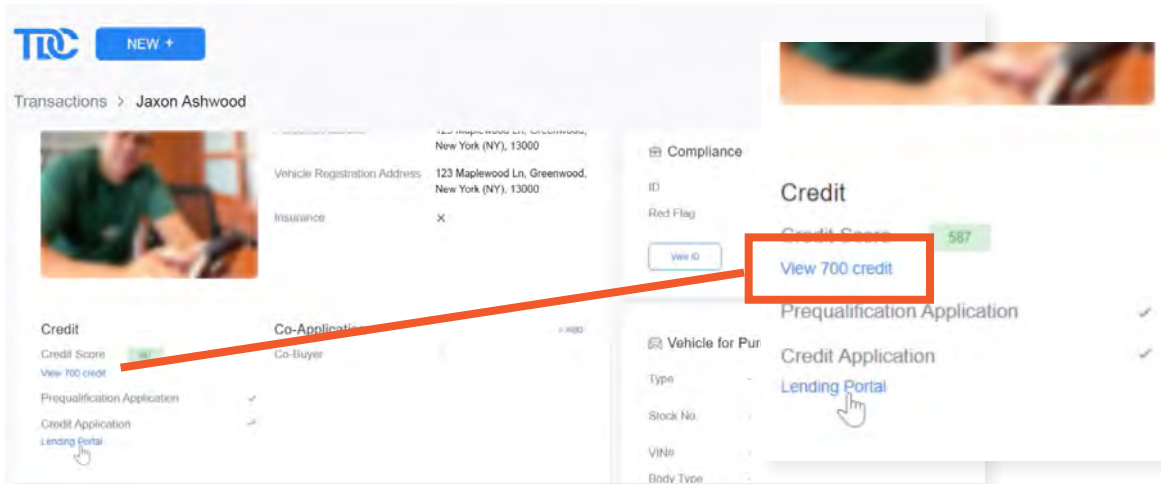 TDC
NEW +
Transactions > Jaxon Ashwood
123 Maplewood Ln, Greenwood,
New York (NY), 13000
Vehicle Registration Address
123 Maplewood Ln, Greenwood,
New York (NY), 13000
Insurance
Compliance
ID
Red Flag
View ID
Credit
Credit Score
View 700 credit
Prequalification Application
Credit Application
Lending Portal
Co-Buyer
Vehicle for
Type
Stock No.
VIN#
Body Type
Credit
Credit Score 587
View 700 credit
Prequalification Application
Credit Application
Lending Portal